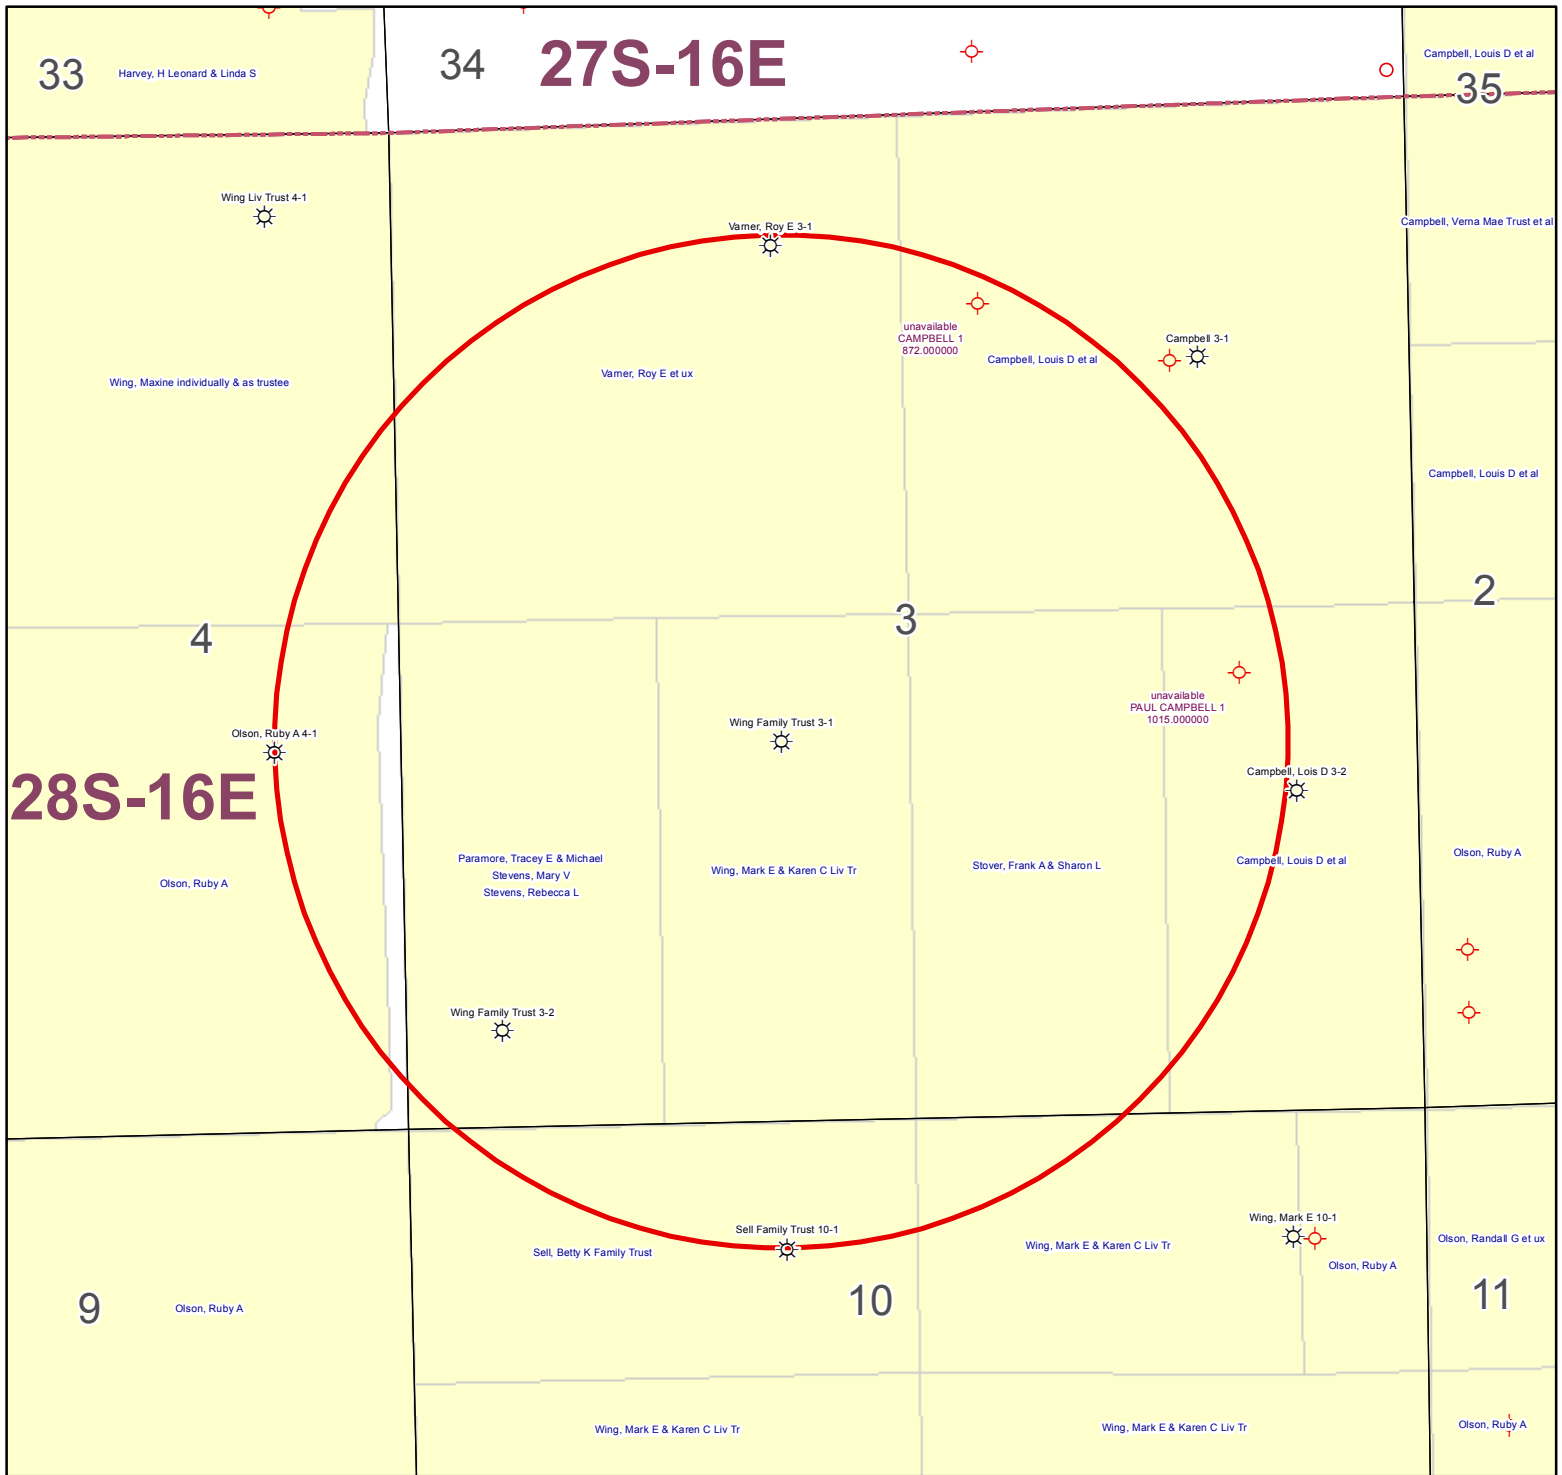 33
Harvey, H Leonard & Linda S
34
27S-16E
Campbell, Louis D et al
35
Wing Liv Trust 4-1
Varner, Roy E 3-1
Campbell, Verna Mae Trust et al
unavailable
CAMPBELL 1
872.000000
Campbell, Louis D et al
Campbell 3-1
Wing, Maxine individually & as trustee
Varner, Roy E et ux
Campbell, Louis D et al
4
3
2
unavailable
PAUL CAMPBELL 1
1015.000000
Olson, Ruby A 4-1
Wing Family Trust 3-1
Campbell, Lois D 3-2
28S-16E
Olson, Ruby A
Paramore, Tracey E & Michael
Stevens, Mary V
Stevens, Rebecca L
Wing, Mark E & Karen C Liv Tr
Stover, Frank A & Sharon L
Campbell, Louis D et al
Olson, Ruby A
Wing Family Trust 3-2
Sell Family Trust 10-1
Wing, Mark E 10-1
Sell, Betty K Family Trust
Wing, Mark E & Karen C Liv Tr
Olson, Ruby A
Olson, Randall G et ux
9
Olson, Ruby A
10
11
Wing, Mark E & Karen C Liv Tr
Wing, Mark E & Karen C Liv Tr
Olson, Ruby A